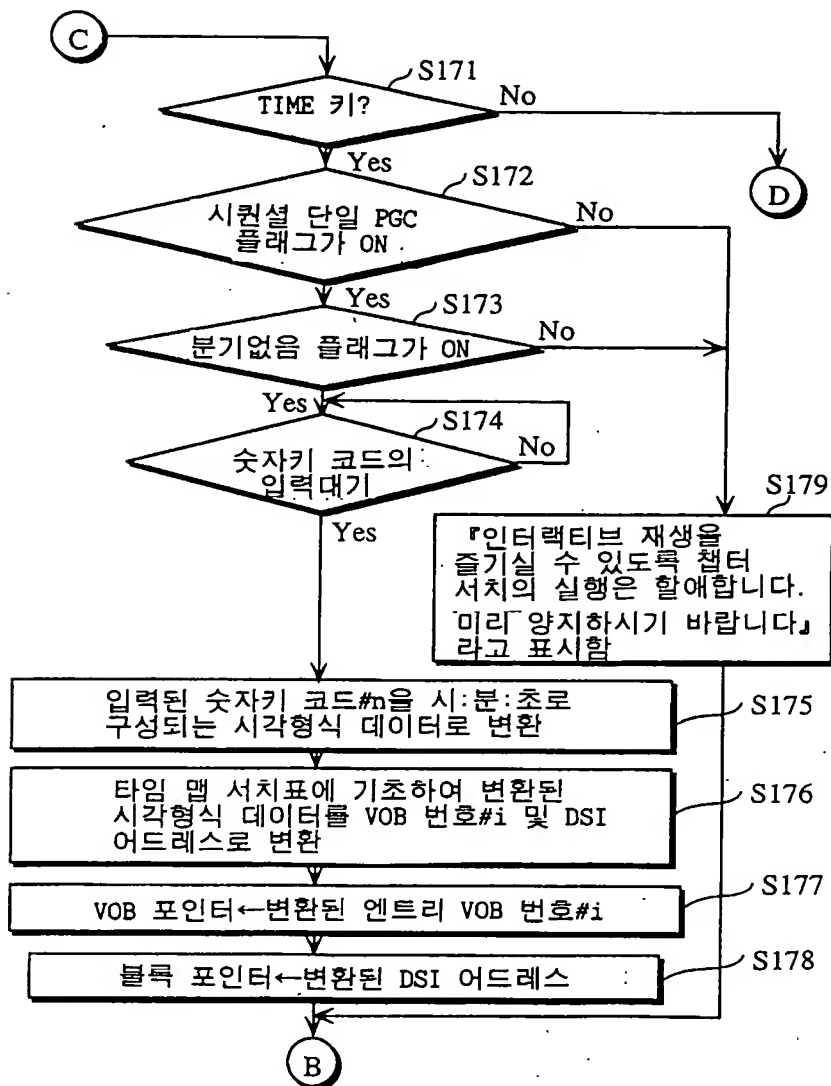 C
S171
TIME 키?
No
Yes
S172
D
시퀀셜 단일 PGC
플래그가 ON
No
Yes
S173
분기없음 플래그가 ON
No
Yes
S174
숫자키 코드의
입력대기
No
Yes
S179
『인터랙티브 재생을
즐기실 수 있도록 챕터
서치의 실행은 할애합니다.
미리 양지하시기 바랍니다』
라고 표시함
입력된 숫자키 코드#n을 시:분:초로
구성되는 시각형식 데이터로 변환
S175
타임 맵 서치표에 기초하여 변환된
시각형식 데이터를 VOB 번호#i 및 DSI
어드레스로 변환
S176
VOB 포인터←변환된 엔트리 VOB 번호#i
S177
블록 포인터←변환된 DSI 어드레스
S178
B